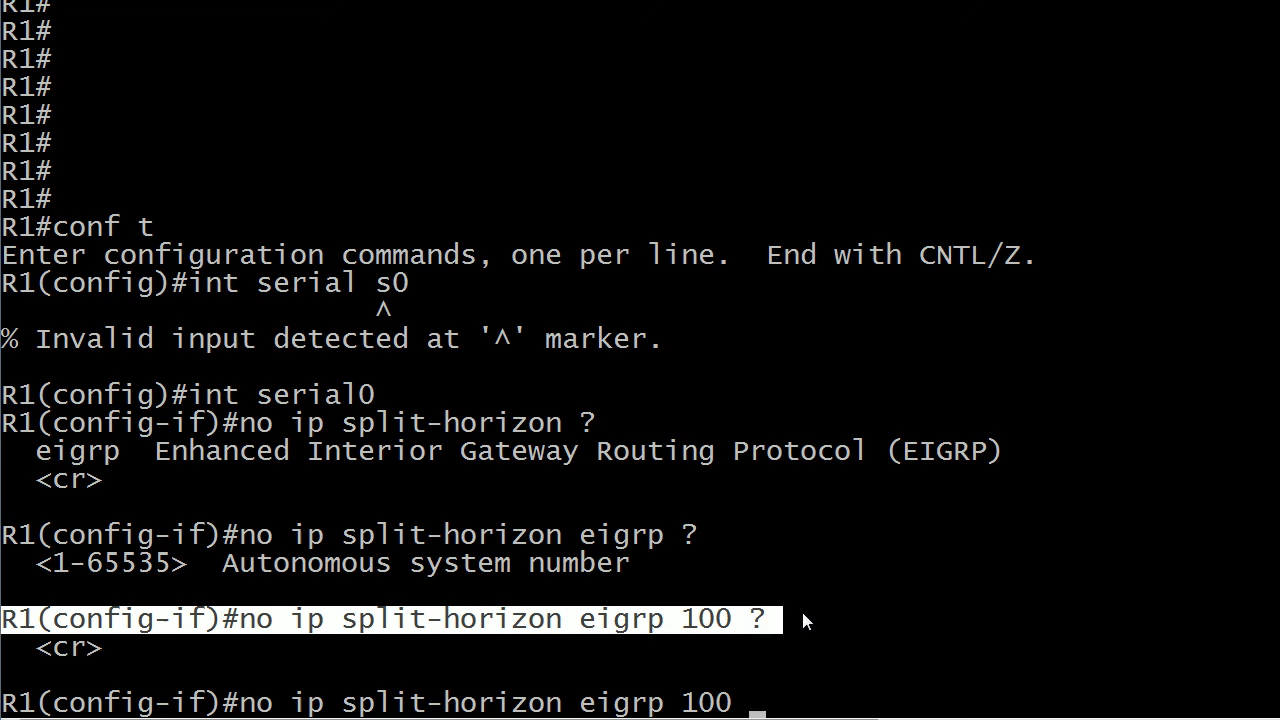 R1#
R1#
R1#
R1#
R1#
R1#
R1#
R1#
R1#conf t
Enter configuration commands, one per line.  End with CNTL/Z.
R1(config)#int serial s0
                      ^
% Invalid input detected at '^' marker.
R1(config)#int serial0
R1(config-if)#no ip split-horizon ?
  eigrp  Enhanced Interior Gateway Routing Protocol (EIGRP)
  <cr>
R1(config-if)#no ip split-horizon eigrp ?
  <1-65535>  Autonomous system number
R1(config-if)#no ip split-horizon eigrp 100 ?
  <cr>
R1(config-if)#no ip split-horizon eigrp 100